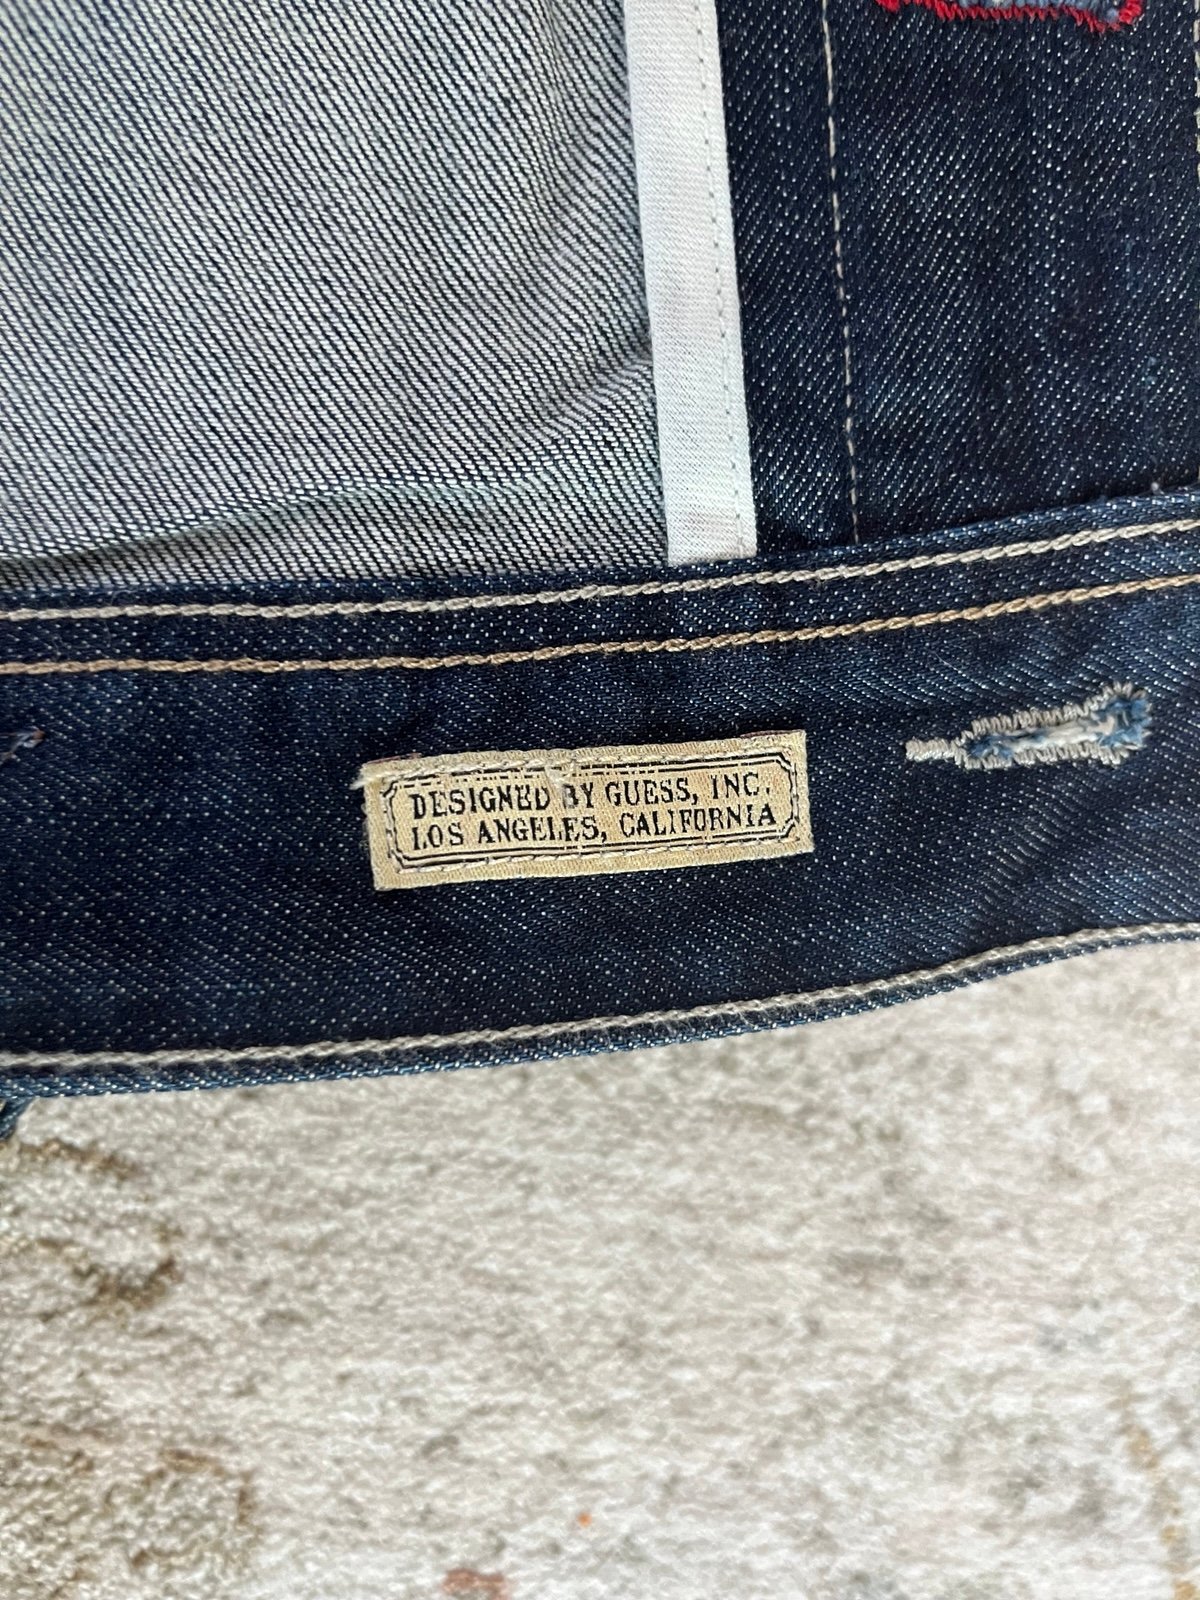 DESIGNED BY GUESS, INC.
LOS ANGELES, CALIFORNIA